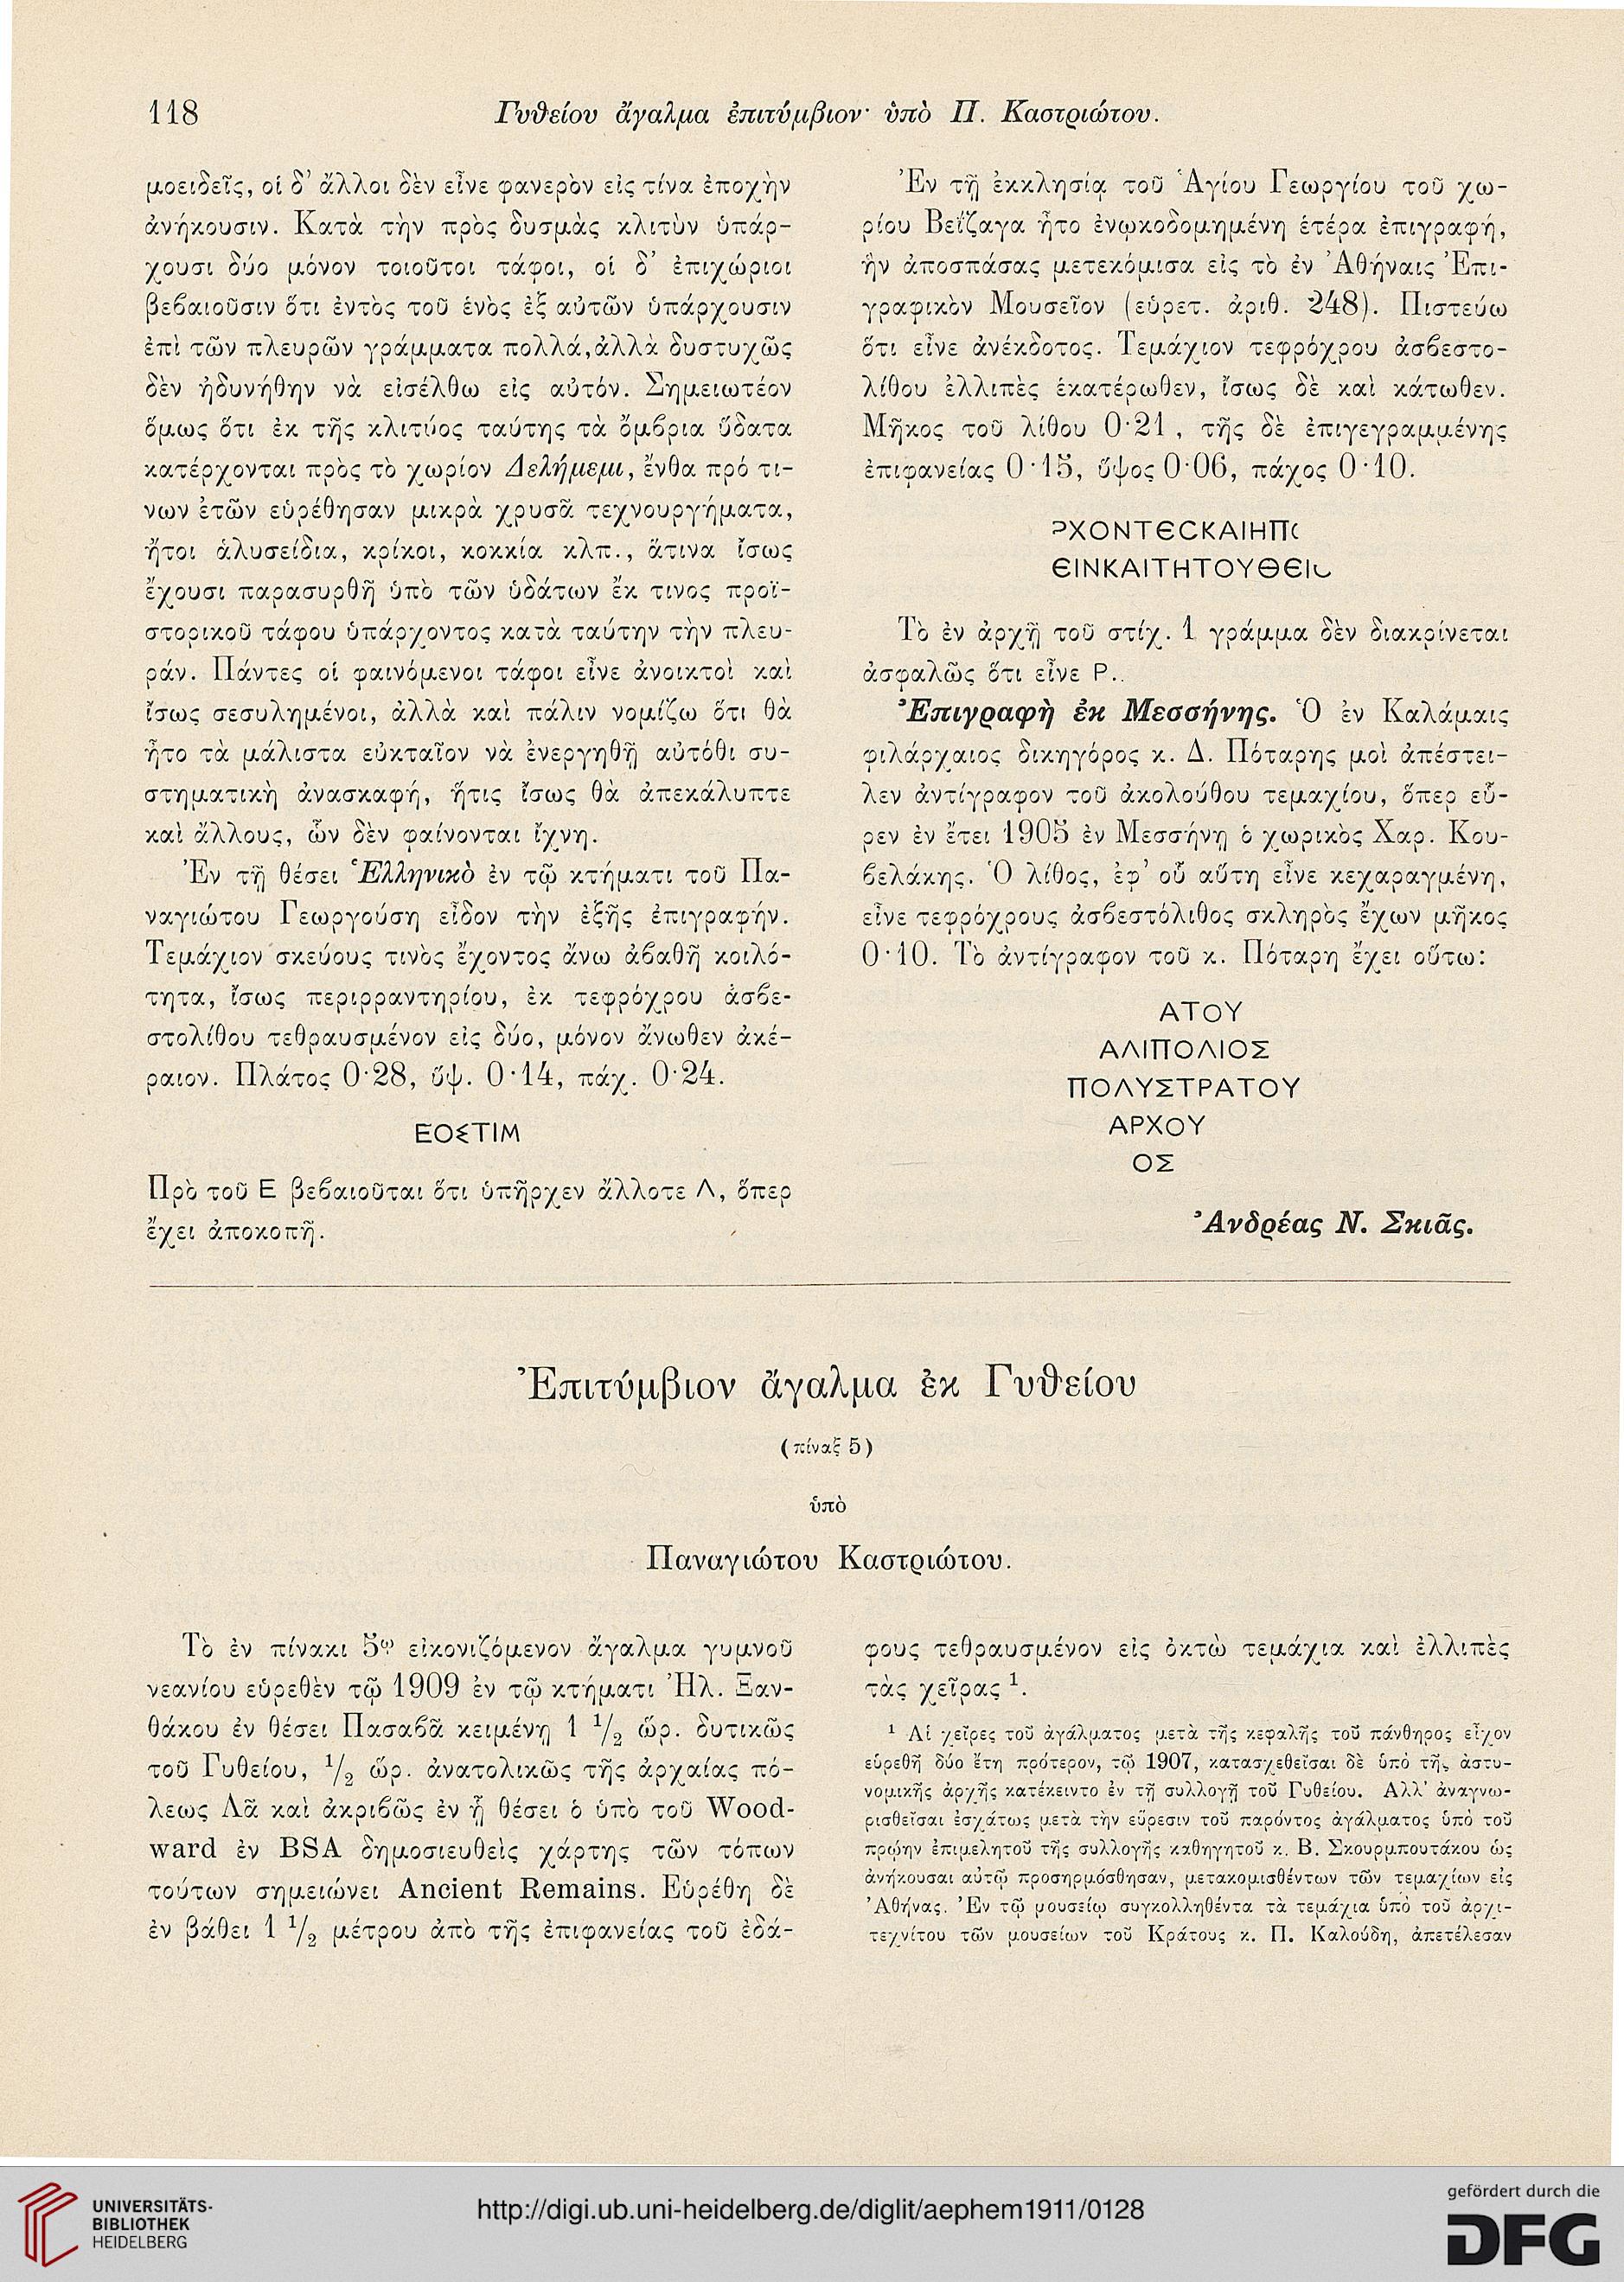 118
Γυθείου ἄγαλμα ἐπιτύμβιον· ὑπὸ Π. Καστριώτου.
μοειδεῖς, οἱ δ' ἄλλοι δὲν εἶνε φανερὸν εἰς τίνα ἐποχὴν
ἀνήκουσιν. Κατὰ τὴν πρὸς δυσμὰς κλιτὺν ὑπάρ-
χουσι δύο μόνον τοιοῦτοι τάφοι, οἱ δ' ἐπιχώριοι
βεβαιοῦσιν ὅτι ἐντὸς τοῦ ἑνὸς ἐξ αὐτῶν ὑπάρχουσιν
ἐπὶ τῶν πλευρῶν γράμματα πολλά, ἀλλὰ δυστυχῶς
δὲν ἠδυνήθην νὰ εἰσέλθω εἰς αὐτόν. Σημειωτέον
ὅμως ὅτι ἐκ τῆς κλιτύος ταύτης τὰ ὄμβρια ὕδατα
κατέρχονται πρὸς τὸ χωρίον Δελήμεμι, ἔνθα πρό τι-
νων ἐτῶν εὑρέθησαν μικρὰ χρυσᾶ τεχνουργήματα,
ἤτοι ἁλυσείδια, κρίκοι, κοκκία κλπ., ἅτινα ἴσως
ἔχουσι παρασυρθῆ ὑπὸ τῶν ὑδάτων ἔκ τινος προϊ-
στορικοῦ τάφου ὑπάρχοντος κατὰ ταύτην τὴν πλευ-
ράν. Πάντες οἱ φαινόμενοι τάφοι εἶνε ἀνοικτοὶ καὶ
ἴσως σεσυλημένοι, ἀλλὰ καὶ πάλιν νομίζω ὅτι θὰ
ἦτο τὰ μάλιστα εὐκταῖον νὰ ἐνεργηθῇ αὐτόθι συ-
στηματικὴ ἀνασκαφή, ἥτις ἴσως θὰ ἀπεκάλυπτε
καὶ ἄλλους, ὧν δὲν φαίνονται ἴχνη.
Ἐν τῇ θέσει Ἑλληνικὸ ἐν τῷ κτήματι τοῦ Πα-
ναγιώτου Γεωργούση εἶδον τὴν ἑξῆς ἐπιγραφήν.
Τεμάχιον σκεύους τινὸς ἔχοντος ἄνω ἀβαθῆ κοιλό-
τητα, ἴσως περιρραντηρίου, ἐκ τεφρόχρου ἀσβε-
στολίθου τεθραυσμένον εἰς δύο, μόνον ἄνωθεν ἀκέ-
ραιον. Πλάτος 0·28, ὕψ. 0·14, πάχ. 0·24.
ΕΟΣΤΙΜ
Πρὸ τοῦ Ε βεβαιοῦται ὅτι ὑπῆρχεν ἄλλοτε Λ, ὅπερ
ἔχει ἀποκοπῆ.
Ἐν τῇ ἐκκλησίᾳ τοῦ Ἁγίου Γεωργίου τοῦ χω-
ρίου Βεΐζαγα ἦτο ἐνῳκοδομημένη ἑτέρα ἐπιγραφή,
ἣν ἀποσπάσας μετεκόμισα εἰς τὸ ἐν Ἀθήναις Ἐπι-
γραφικὸν Μουσεῖον (εὑρετ. ἀριθ. 248). Πιστεύω
ὅτι εἶνε ἀνέκδοτος. Τεμάχιον τεφρόχρου ἀσβεστο-
λίθου ἐλλιπὲς ἑκατέρωθεν, ἴσως δὲ καὶ κάτωθεν.
Μῆκος τοῦ λίθου 0·21, τῆς δὲ ἐπιγεγραμμένης
ἐπιφανείας 0·15, ὕψος 0·06, πάχος 0·10.
ΡΧΟΝΤЄСΚΑΙΗΠ(
ЄΙΝΚΑΙΤΗΤΟΥΘЄΙ
Τὸ ἐν ἀρχῇ τοῦ στίχ. 1 γράμμα δὲν διακρίνεται
ἀσφαλῶς ὅτι εἶνε Ρ.
Ἐπιγραφὴ ἐκ Μεσσήνης. Ὁ ἐν Καλάμαις
φιλάρχαιος δικηγόρος κ. Δ. Πόταρης μοὶ ἀπέστει-
λεν ἀντίγραφον τοῦ ἀκολούθου τεμαχίου, ὅπερ εὗ-
ρεν ἐν ἔτει 1905 ἐν Μεσσήνῃ ὁ χωρικὸς Χαρ. Κου-
βελάκης. Ὁ λίθος, ἐφ' οὗ αὕτη εἶνε κεχαραγμένη,
εἶνε τεφρόχρους ἀσβεστόλιθος σκληρὸς ἔχων μῆκος
0·10. Τὸ ἀντίγραφον τοῦ κ. Πόταρη ἔχει οὕτω:
ΑΤΟΥ
ΑΛΙΠΟΛΙΟΣ
ΠΟΛΥΣΤΡΑΤΟΥ
ΑΡΧΟΥ
ΟΣ
Ἀνδρέας Ν. Σκιᾶς.
Ἐπιτύμβιον ἄγαλμα ἐκ Γυθείου
(πίναξ 5)
ὑπὸ
Παναγιώτου Καστριώτου.
Τὸ ἐν πίνακι 5ῳ εἰκονιζόμενον ἄγαλμα γυμνοῦ
νεανίου εὑρεθὲν τῷ 1909 ἐν τῷ κτήματι Ἠλ. Ξαν-
θάκου ἐν θέσει Πασαβᾶ κειμένῃ 1 1/2 ὥρ. δυτικῶς
τοῦ Γυθείου, 1/2 ὥρ. ἀνατολικῶς τῆς ἀρχαίας πό-
λεως Λᾶ καὶ ἀκριβῶς ἐν ᾗ θέσει ὁ ὑπὸ τοῦ Wood-
ward ἐν BSA δημοσιευθεὶς χάρτης τῶν τόπων
τούτων σημειώνει Ancient Remains. Εὑρέθη δὲ
ἐν βάθει 1 1/2 μέτρου ἀπὸ τῆς ἐπιφανείας τοῦ ἐδά-
φους τεθραυσμένον εἰς ὀκτὼ τεμάχια καὶ ἐλλιπὲς
τὰς χεῖρας 1.
1 Αἱ χεῖρες τοῦ ἀγάλματος μετὰ τῆς κεφαλῆς τοῦ πάνθηρος εἶχον
εὑρεθῆ δύο ἔτη πρότερον, τῷ 1907, κατασχεθεῖσαι δὲ ὑπὸ τῆς ἀστυ-
νομικῆς ἀρχῆς κατέκειντο ἐν τῇ συλλογῇ τοῦ Γυθείου. Ἀλλ' ἀναγνω-
ρισθεῖσαι ἐσχάτως μετὰ τὴν εὕρεσιν τοῦ παρόντος ἀγάλματος ὑπὸ τοῦ
πρώην ἐπιμελητοῦ τῆς συλλογῆς καθηγητοῦ κ. Β. Σκουρμπουτάκου ὡς
ἀνήκουσαι αὐτῷ προσηρμόσθησαν, μετακομισθέντων τῶν τεμαχίων εἰς
Ἀθήνας. Ἐν τῷ μουσείῳ συγκολληθέντα τὰ τεμάχια ὑπὸ τοῦ ἀρχι-
τεχνίτου τῶν μουσείων τοῦ Κράτους κ. Π. Καλούδη, ἀπετέλεσαν
UNIVERSITÄTS-
BIBLIOTHEK
HEIDELBERG
http://digi.ub.uni-heidelberg.de/diglit/aephem1911/0128
gefördert durch die
DFG